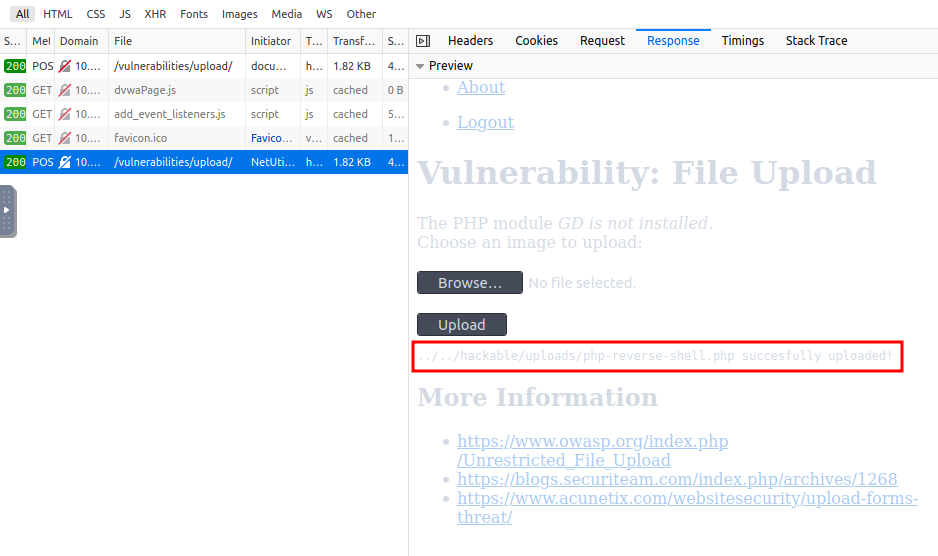 All HTML CSS JS XHR Fonts Images Media WS Other
S... Met Domain File Initiator T... Transf... S...
200 POS 10.... /vulnerabilities/upload/ docu... h... 1.82 KB 4...
200 GET 10.... dvwaPage.js script js cached 0 B
200 GET 10.... add_event_listeners.js script js cached 5...
200 GET 10.... favicon.ico Favico... v... cached 1...
200 POS 10.... /vulnerabilities/upload/ NetUti... h... 1.82 KB 4...
Headers Cookies Request Response Timings Stack Trace
Preview
About
Logout
Vulnerability: File Upload
The PHP module GD is not installed.
Choose an image to upload:
Browse... No file selected.
Upload
../../hackable/uploads/php-reverse-shell.php succesfully uploaded!
More Information
https://www.owasp.org/index.php
/Unrestricted_File_Upload
https://blogs.securiteam.com/index.php/archives/1268
https://www.acunetix.com/websitesecurity/upload-forms-
threat/